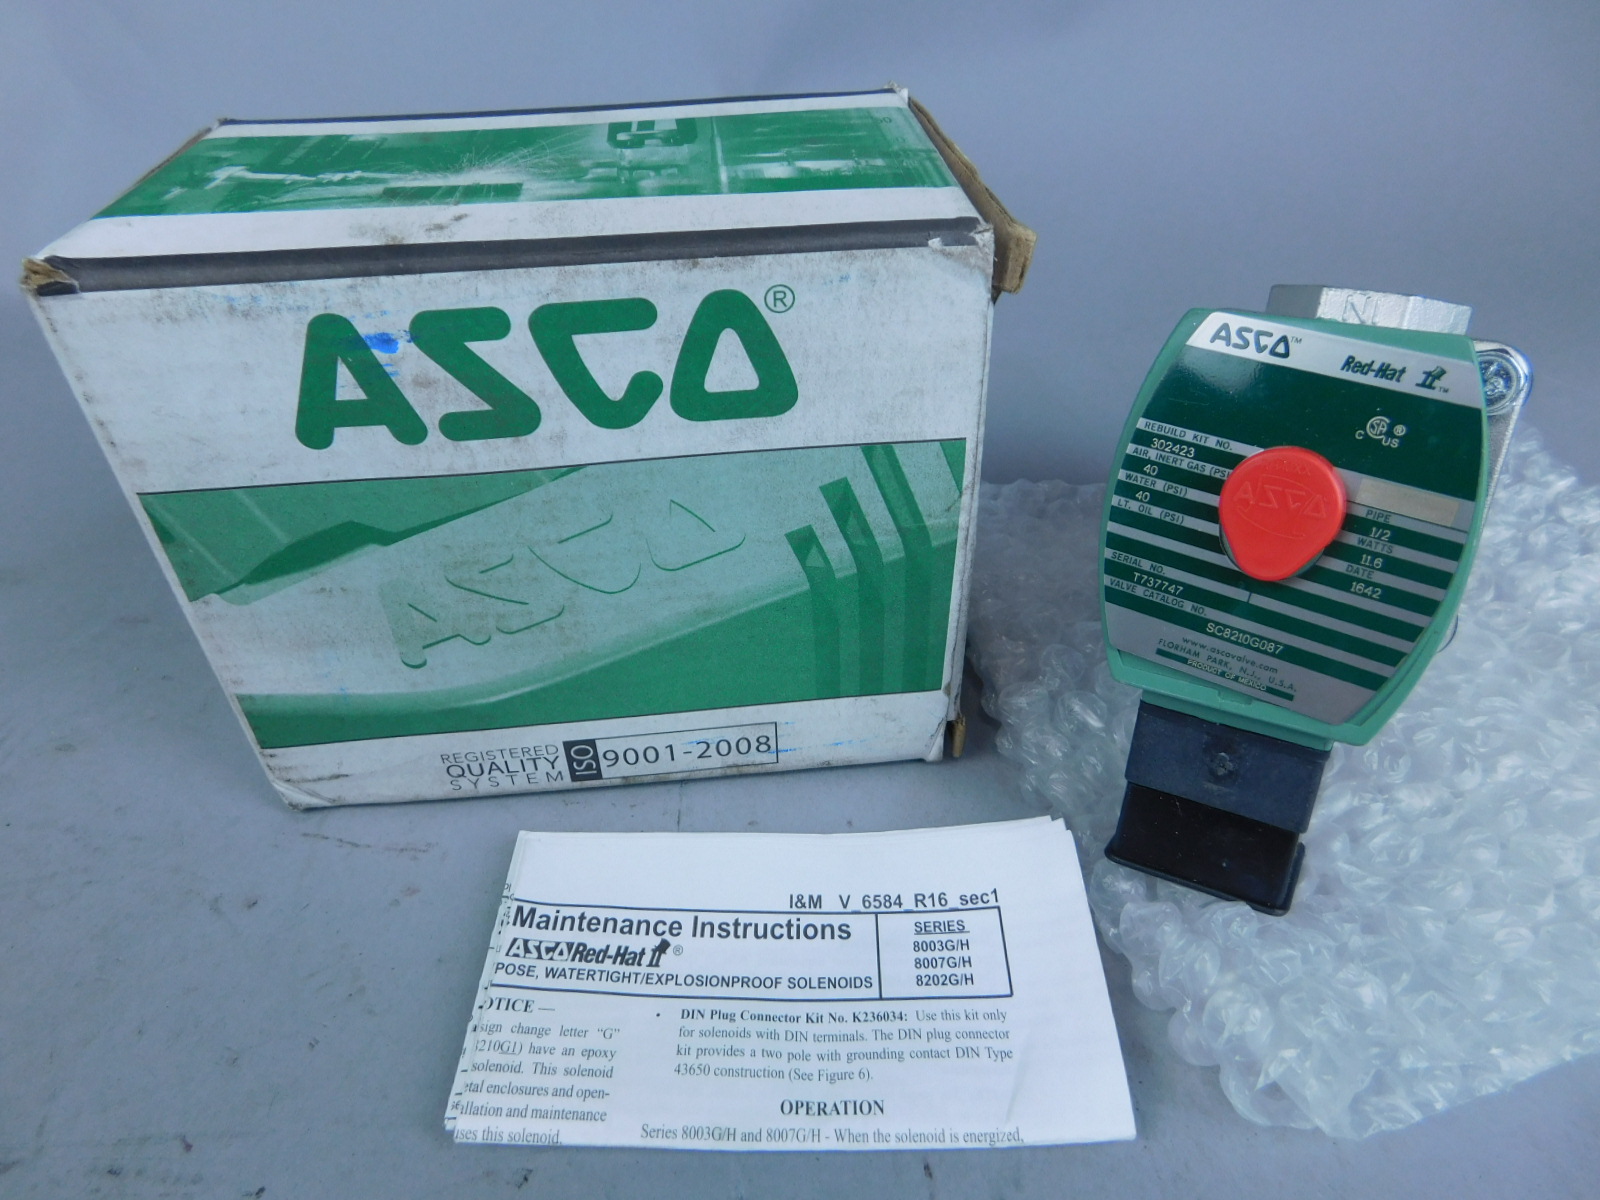 ASCO®
ASCO
REGISTERED
QUALITY
SYSTEM
ISO 9001-2008
N
ASCO™
Red-Hat II™
C SA® US
REBUILD KIT NO.
302423
AIR, INERT GAS (PSI
40
WATER (PSI)
40
LT. OIL (PSI)
SERIAL NO.
T737747
VALVE CATALOG NO.
SC8210G087
ASCO
PIPE
1/2
WATTS
11.6
DATE
1642
www.ascovalve.com
FLORHAM PARK, N.J., U.S.A.
PRODUCT OF MEXICO
I&M V_6584_R16_sec1
Maintenance Instructions
ASCO Red-Hat II®
POSE, WATERTIGHT/EXPLOSIONPROOF SOLENOIDS
SERIES
8003G/H
8007G/H
8202G/H
OTICE —
sign change letter “G”
8210G1) have an epoxy
solenoid. This solenoid
etal enclosures and open-
allation and maintenance
uses this solenoid.
• DIN Plug Connector Kit No. K236034: Use this kit only
for solenoids with DIN terminals. The DIN plug connector
kit provides a two pole with grounding contact DIN Type
43650 construction (See Figure 6).
OPERATION
Series 8003G/H and 8007G/H - When the solenoid is energized,